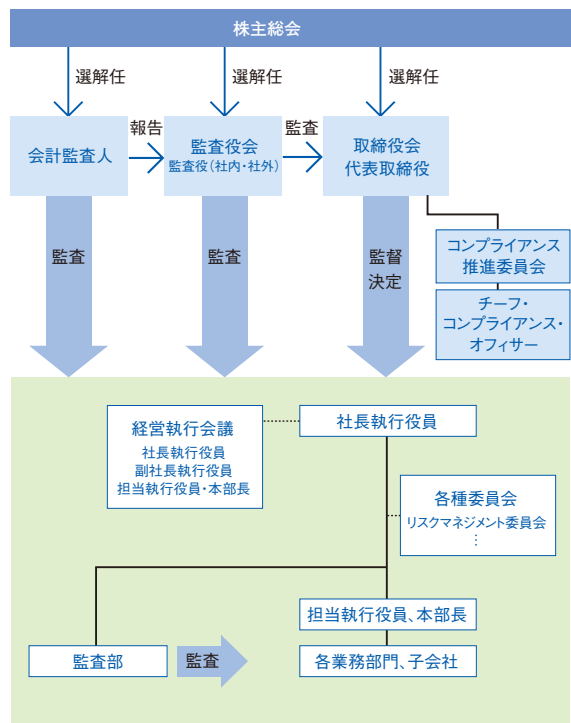 株主総会
選解任
選解任
選解任
会計監査人
報告
監査役会
監査役(社内・社外)
監査
取締役会
代表取締役
監査
監査
監督
決定
コンプライアンス
推進委員会
チーフ・
コンプライアンス・
オフィサー
経営執行会議
社長執行役員
副社長執行役員
担当執行役員・本部長
社長執行役員
各種委員会
リスクマネジメント委員会
⋮
担当執行役員、本部長
監査部
監査
各業務部門、子会社